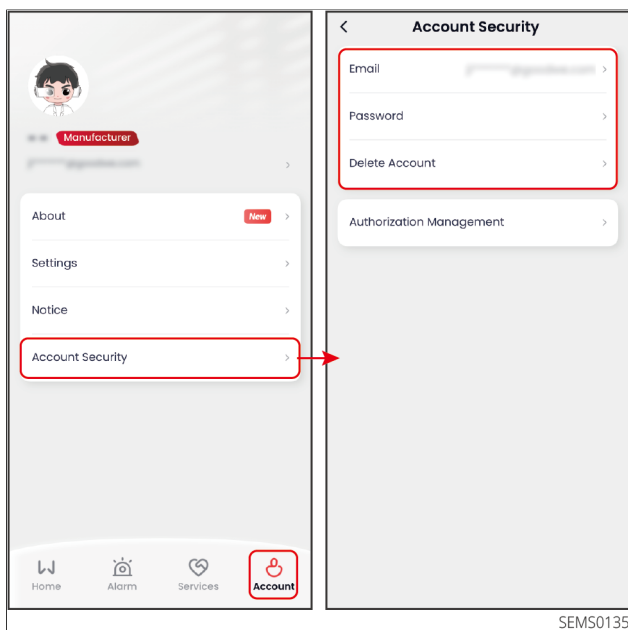 Manufacturer
About
New
Settings
Notice
Account Security
Home
Alarm
Services
Account
Account Security
Email
Password
Delete Account
Authorization Management
SEMS0135